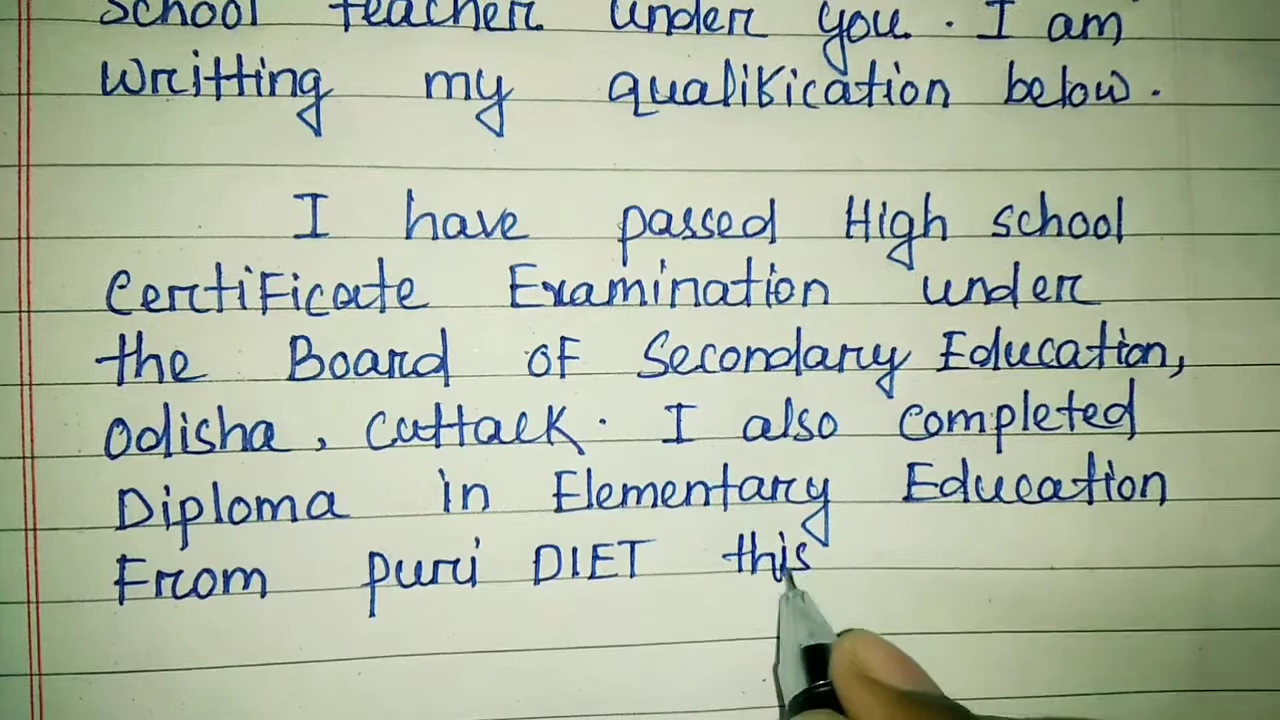 school teacher under you. I am
writting my qualification below.
I have passed High school
certificate Examination under
the Board of Secondary Education,
Odisha, cuttack. I also completed
Diploma in Elementary Education
From puri DIET this